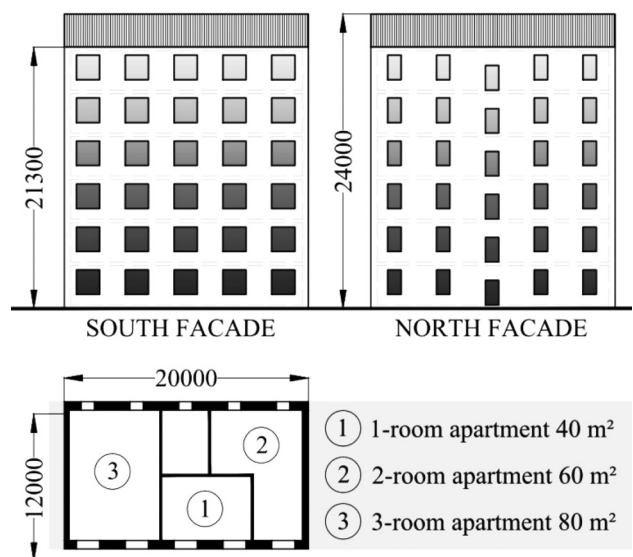 21300
24000
SOUTH FACADE
NORTH FACADE
20000
12000
3
2
1
1 1-room apartment 40 m²
2 2-room apartment 60 m²
3 3-room apartment 80 m²